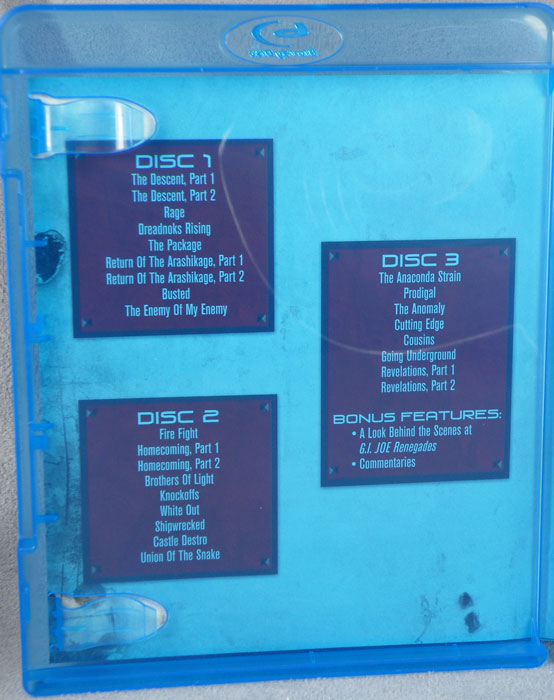 DISC 1
The Descent, Part 1
The Descent, Part 2
Rage
Dreadnoks Rising
The Package
Return Of The Arashikage, Part 1
Return Of The Arashikage, Part 2
Busted
The Enemy Of My Enemy
DISC 2
Fire Fight
Homecoming, Part 1
Homecoming, Part 2
Brothers Of Light
Knockoffs
White Out
Shipwrecked
Castle Destro
Union Of The Snake
DISC 3
The Anaconda Strain
Prodigal
The Anomaly
Cutting Edge
Cousins
Going Underground
Revelations, Part 1
Revelations, Part 2
BONUS FEATURES:
• A Look Behind the Scenes at
G.I. JOE Renegades
• Commentaries